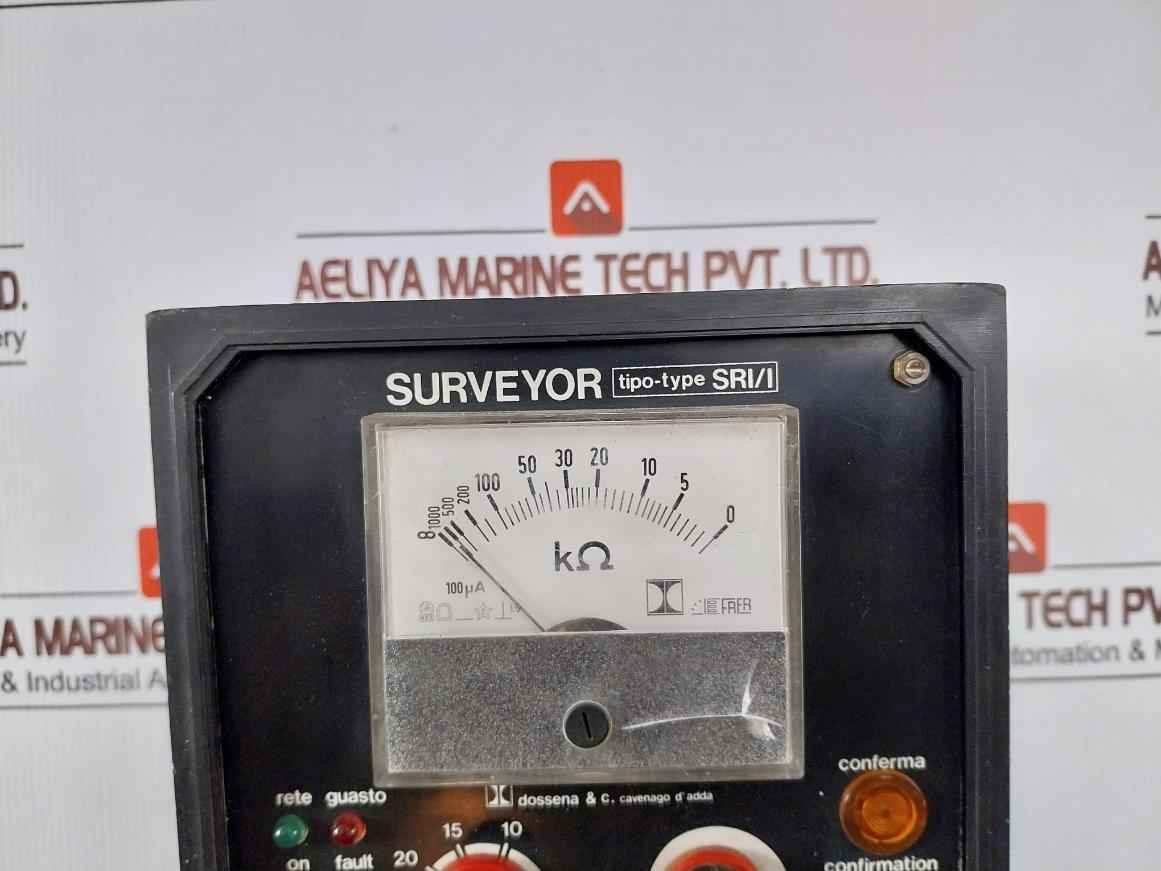 AELIYA MARINE TECH PVT. LTD.
D.
ery
A
M
SURVEYOR tipo-type SRI/I
∞ 1000 500 200 100 50 30 20 10 5 0
kΩ
100µA
FRER
A MARINE
& Industrial A
TECH PV
tomation & M
dossena & c. cavenago d'adda
conferma
rete guasto
15 10
20
on fault
confirmation